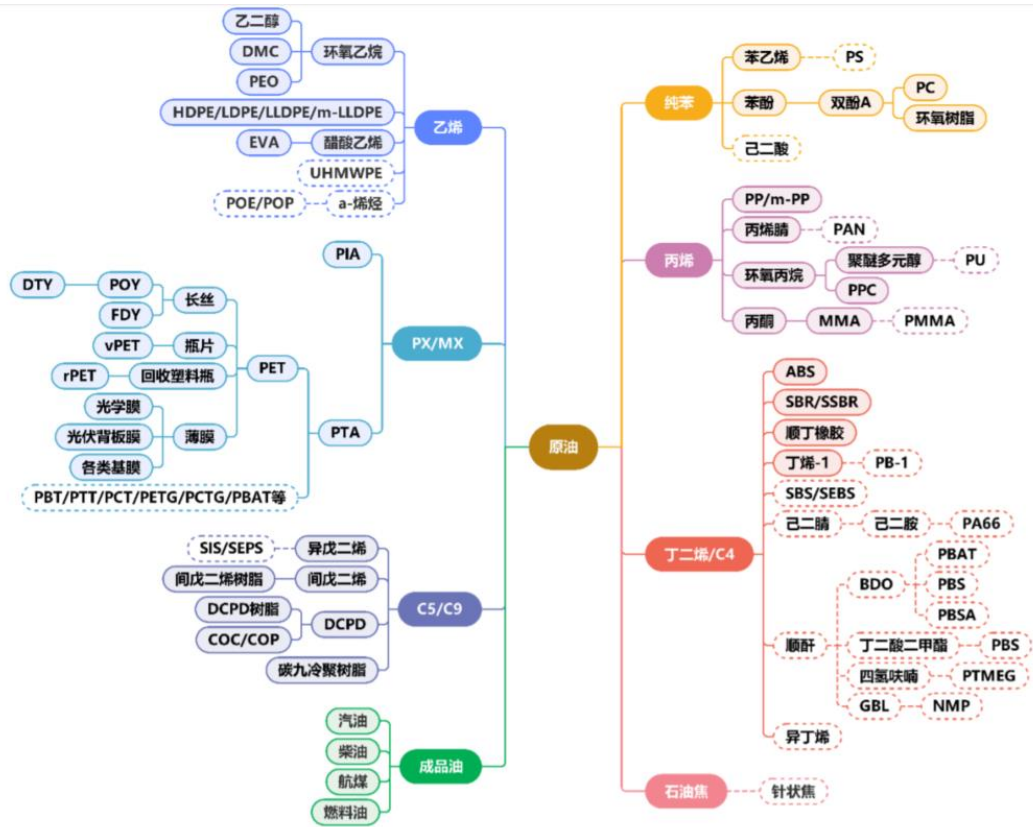 原油
乙烯
环氧乙烷
乙二醇
DMC
PEO
HDPE/LDPE/LLDPE/m-LLDPE
醋酸乙烯
EVA
UHMWPE
a-烯烃
POE/POP
PX/MX
PIA
PTA
PET
长丝
POY
DTY
FDY
瓶片
vPET
回收塑料瓶
rPET
薄膜
光学膜
光伏背板膜
各类基膜
PBT/PTT/PCT/PETG/PCTG/PBAT等
C5/C9
异戊二烯
SIS/SEPS
间戊二烯
间戊二烯树脂
DCPD
DCPD树脂
COC/COP
碳九冷聚树脂
成品油
汽油
柴油
航煤
燃料油
纯苯
苯乙烯
PS
苯酚
双酚A
PC
环氧树脂
己二酸
丙烯
PP/m-PP
丙烯腈
PAN
环氧丙烷
聚醚多元醇
PU
PPC
丙酮
MMA
PMMA
丁二烯/C4
ABS
SBR/SSBR
顺丁橡胶
丁烯-1
PB-1
SBS/SEBS
己二腈
己二胺
PA66
顺酐
BDO
PBAT
PBS
PBSA
丁二酸二甲酯
PBS
四氢呋喃
PTMEG
GBL
NMP
异丁烯
石油焦
针状焦